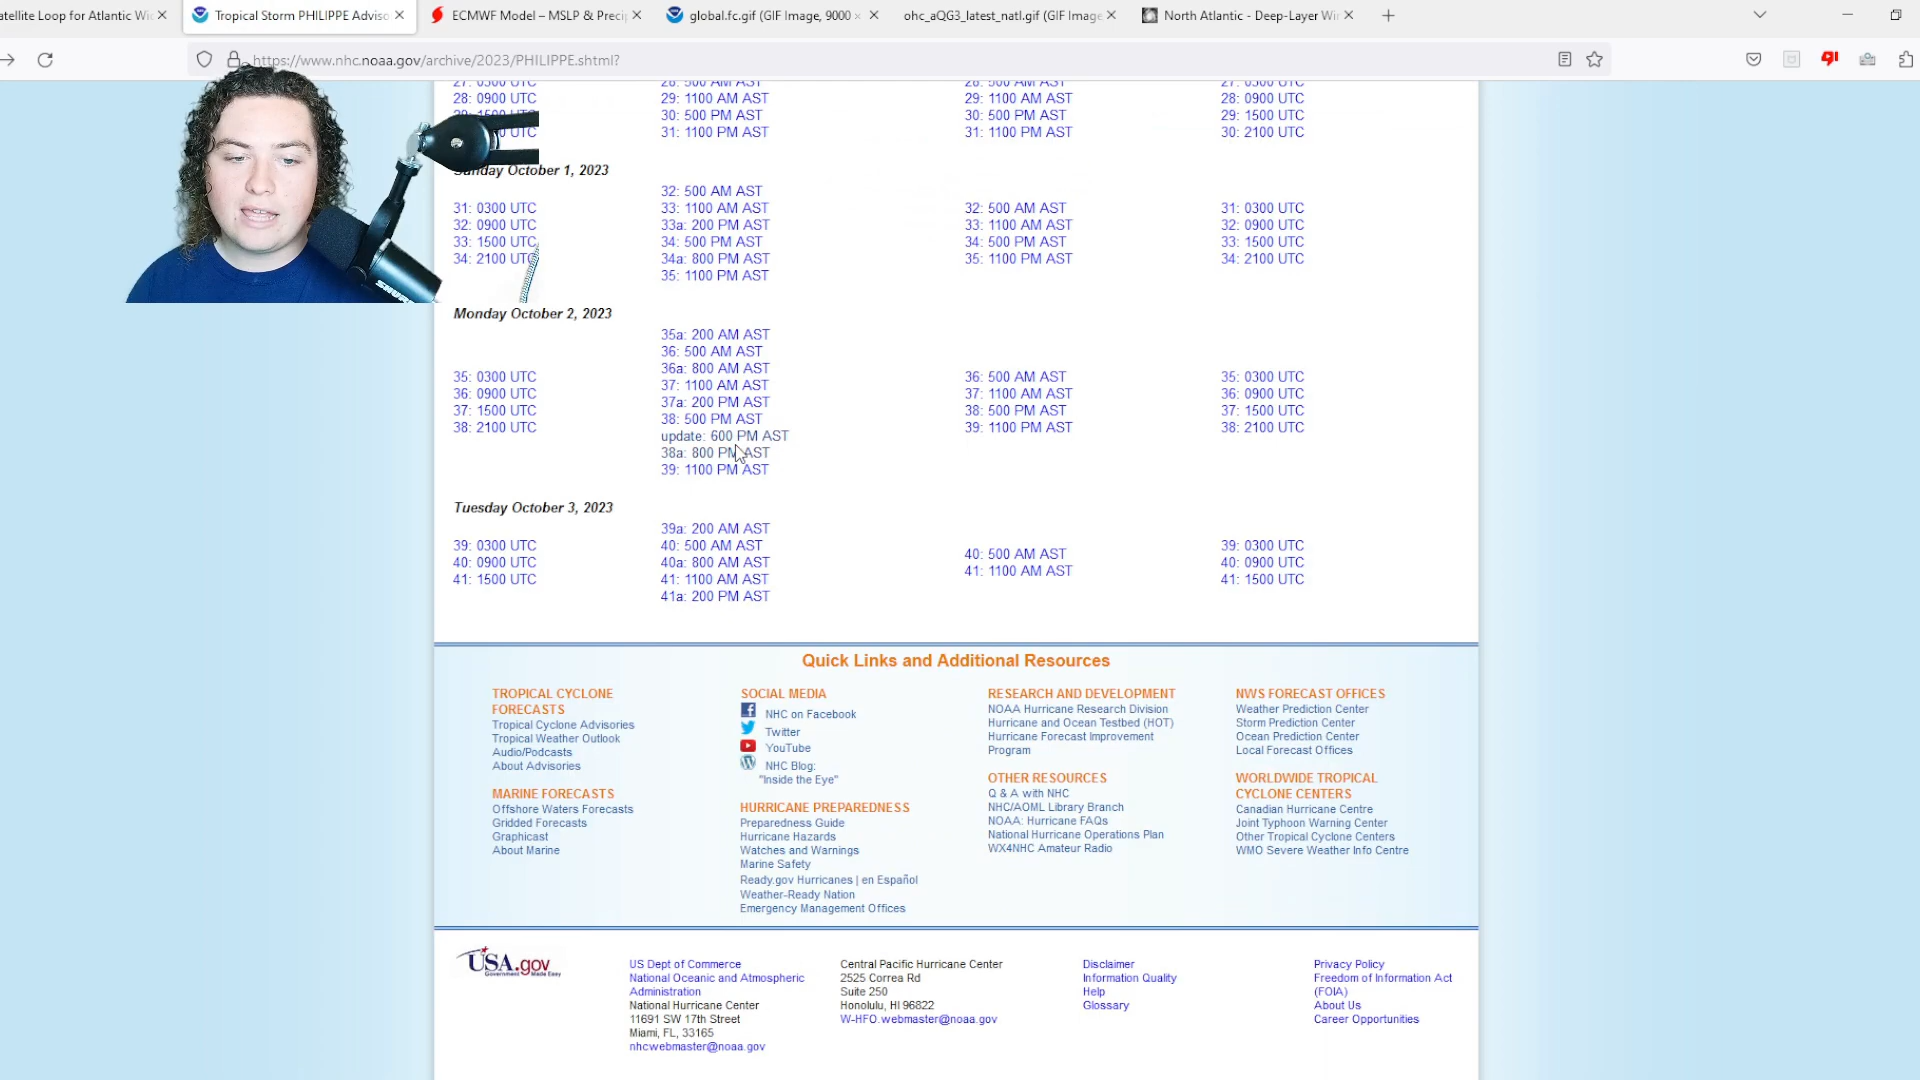 atellite Loop for Atlantic Wi
Tropical Storm PHILIPPE Adviso
ECMWF Model – MSLP & Precip
global.fc.gif (GIF Image, 9000 ×
ohc_aQG3_latest_natl.gif (GIF Image
North Atlantic - Deep-Layer Wi
https://www.nhc.noaa.gov/archive/2023/PHILIPPE.shtml?
27: 0300 UTC
28: 500 AM AST
28: 500 AM AST
27: 0300 UTC
28: 0900 UTC
29: 1100 AM AST
29: 1100 AM AST
28: 0900 UTC
29: 1500 UTC
30: 500 PM AST
30: 500 PM AST
29: 1500 UTC
UTC
31: 1100 PM AST
31: 1100 PM AST
30: 2100 UTC
Sunday October 1, 2023
31: 0300 UTC
32: 0900 UTC
33: 1500 UTC
34: 2100 UTC
32: 500 AM AST
33: 1100 AM AST
33a: 200 PM AST
34: 500 PM AST
34a: 800 PM AST
35: 1100 PM AST
32: 500 AM AST
33: 1100 AM AST
34: 500 PM AST
35: 1100 PM AST
31: 0300 UTC
32: 0900 UTC
33: 1500 UTC
34: 2100 UTC
Monday October 2, 2023
35: 0300 UTC
36: 0900 UTC
37: 1500 UTC
38: 2100 UTC
35a: 200 AM AST
36: 500 AM AST
36a: 800 AM AST
37: 1100 AM AST
37a: 200 PM AST
38: 500 PM AST
update: 600 PM AST
38a: 800 PM AST
39: 1100 PM AST
36: 500 AM AST
37: 1100 AM AST
38: 500 PM AST
39: 1100 PM AST
35: 0300 UTC
36: 0900 UTC
37: 1500 UTC
38: 2100 UTC
Tuesday October 3, 2023
39: 0300 UTC
40: 0900 UTC
41: 1500 UTC
39a: 200 AM AST
40: 500 AM AST
40a: 800 AM AST
41: 1100 AM AST
41a: 200 PM AST
40: 500 AM AST
41: 1100 AM AST
39: 0300 UTC
40: 0900 UTC
41: 1500 UTC
Quick Links and Additional Resources
TROPICAL CYCLONE
FORECASTS
Tropical Cyclone Advisories
Tropical Weather Outlook
Audio/Podcasts
About Advisories
MARINE FORECASTS
Offshore Waters Forecasts
Gridded Forecasts
Graphicast
About Marine
SOCIAL MEDIA
NHC on Facebook
Twitter
YouTube
NHC Blog:
"Inside the Eye"
HURRICANE PREPAREDNESS
Preparedness Guide
Hurricane Hazards
Watches and Warnings
Marine Safety
Ready.gov Hurricanes | en Español
Weather-Ready Nation
Emergency Management Offices
RESEARCH AND DEVELOPMENT
NOAA Hurricane Research Division
Hurricane and Ocean Testbed (HOT)
Hurricane Forecast Improvement
Program
OTHER RESOURCES
Q & A with NHC
NHC/AOML Library Branch
NOAA: Hurricane FAQs
National Hurricane Operations Plan
WX4NHC Amateur Radio
NWS FORECAST OFFICES
Weather Prediction Center
Storm Prediction Center
Ocean Prediction Center
Local Forecast Offices
WORLDWIDE TROPICAL
CYCLONE CENTERS
Canadian Hurricane Centre
Joint Typhoon Warning Center
Other Tropical Cyclone Centers
WMO Severe Weather Info Centre
USA.gov
US Dept of Commerce
National Oceanic and Atmospheric
Administration
National Hurricane Center
11691 SW 17th Street
Miami, FL, 33165
nhcwebmaster@noaa.gov
Central Pacific Hurricane Center
2525 Correa Rd
Suite 250
Honolulu, HI 96822
W-HFO.webmaster@noaa.gov
Disclaimer
Information Quality
Help
Glossary
Privacy Policy
Freedom of Information Act
(FOIA)
About Us
Career Opportunities